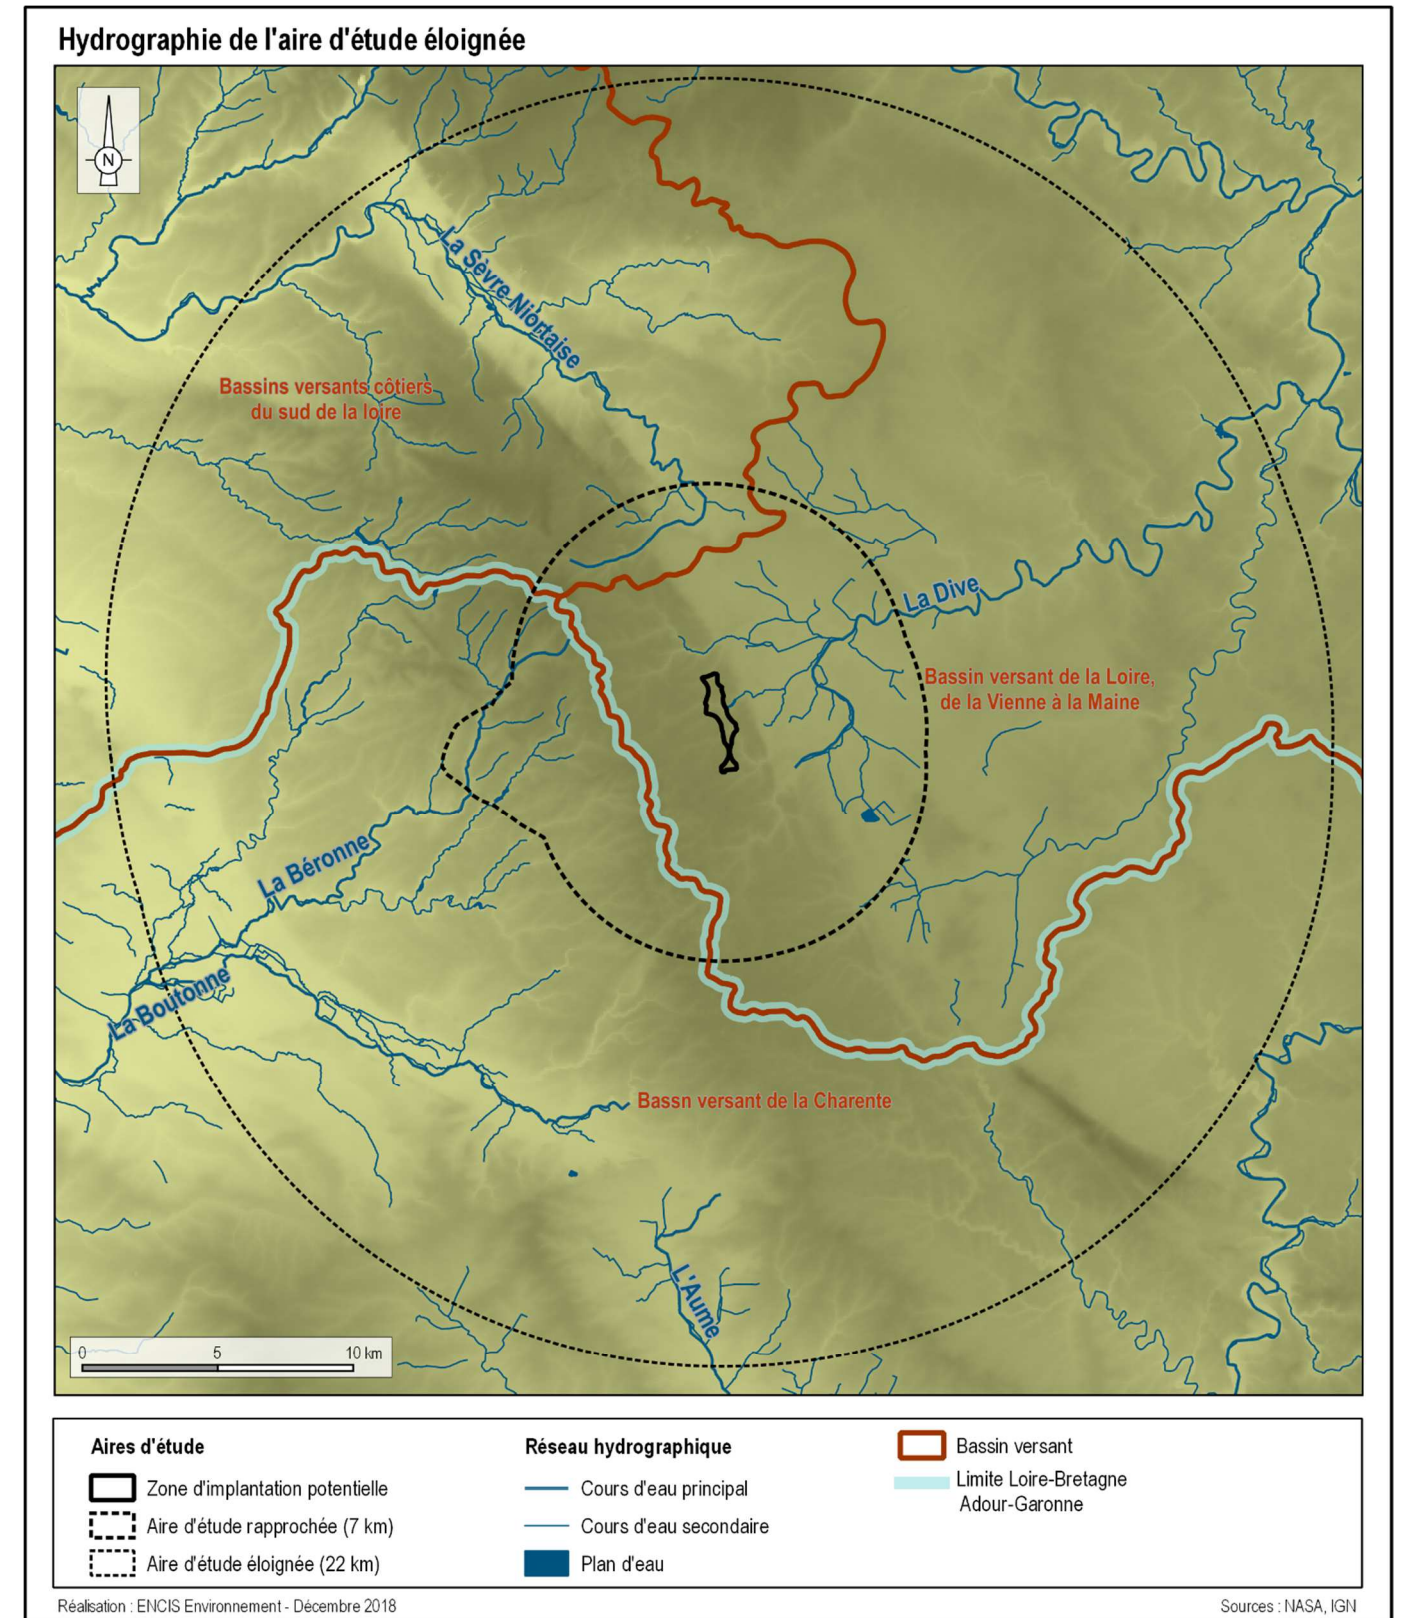 Hydrographie de l'aire d'étude éloignée
N
La Sèvre Niortaise
Bassins versants côtiers
du sud de la loire
La Dive
Bassin versant de la Loire,
de la Vienne à la Maine
La Béronne
La Boutonne
Bassn versant de la Charente
L'Aume
0 5 10 km
Aires d'étude
Zone d'implantation potentielle
Aire d'étude rapprochée (7 km)
Aire d'étude éloignée (22 km)
Réseau hydrographique
Cours d'eau principal
Cours d'eau secondaire
Plan d'eau
Bassin versant
Limite Loire-Bretagne
Adour-Garonne
Réalisation : ENCIS Environnement - Décembre 2018
Sources : NASA, IGN